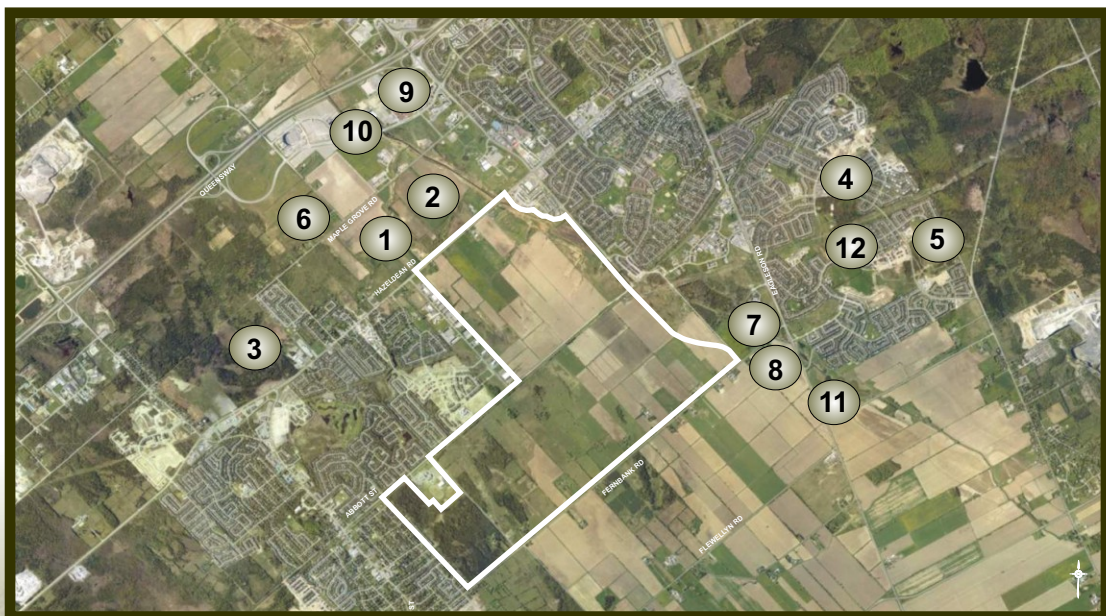 9
10
QUEENSWAY
4
2
6
MAPLE GROVE RD
1
12
5
HAZELDEAN RD
EAGLESON RD
7
3
8
11
FERNBANK RD
ABBOTT ST
FLEWELLYN RD
ST